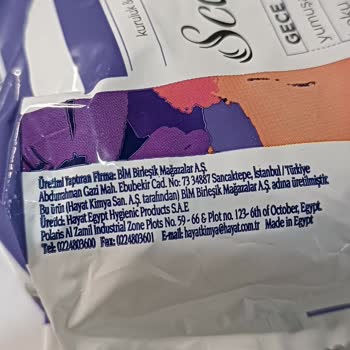 kuruluk &
GECE
yumuş
oku
Üretimi Yaptıran Firma: BİM Birleşik Mağazalar A.Ş.
Abdurrahman Gazi Mah. Ebubekir Cad. No: 73 34887 Sancaktepe, İstanbul / Türkiye
Bu ürün (Hayat Kimya San. A.Ş. tarafından) BİM Birleşik Mağazalar A.Ş. adına üretilmiştir.
Üretici: Hayat Egypt Hygienic Products S.A.E
Polaris Al Zamil Industrial Zone Plots No. 59 - 66 & Plot no. 123- 6th of October, Egypt.
Tel: 0224803600 Fax: 0224803601 E-mail: hayatkimya@hayat.com.tr Made in Egypt